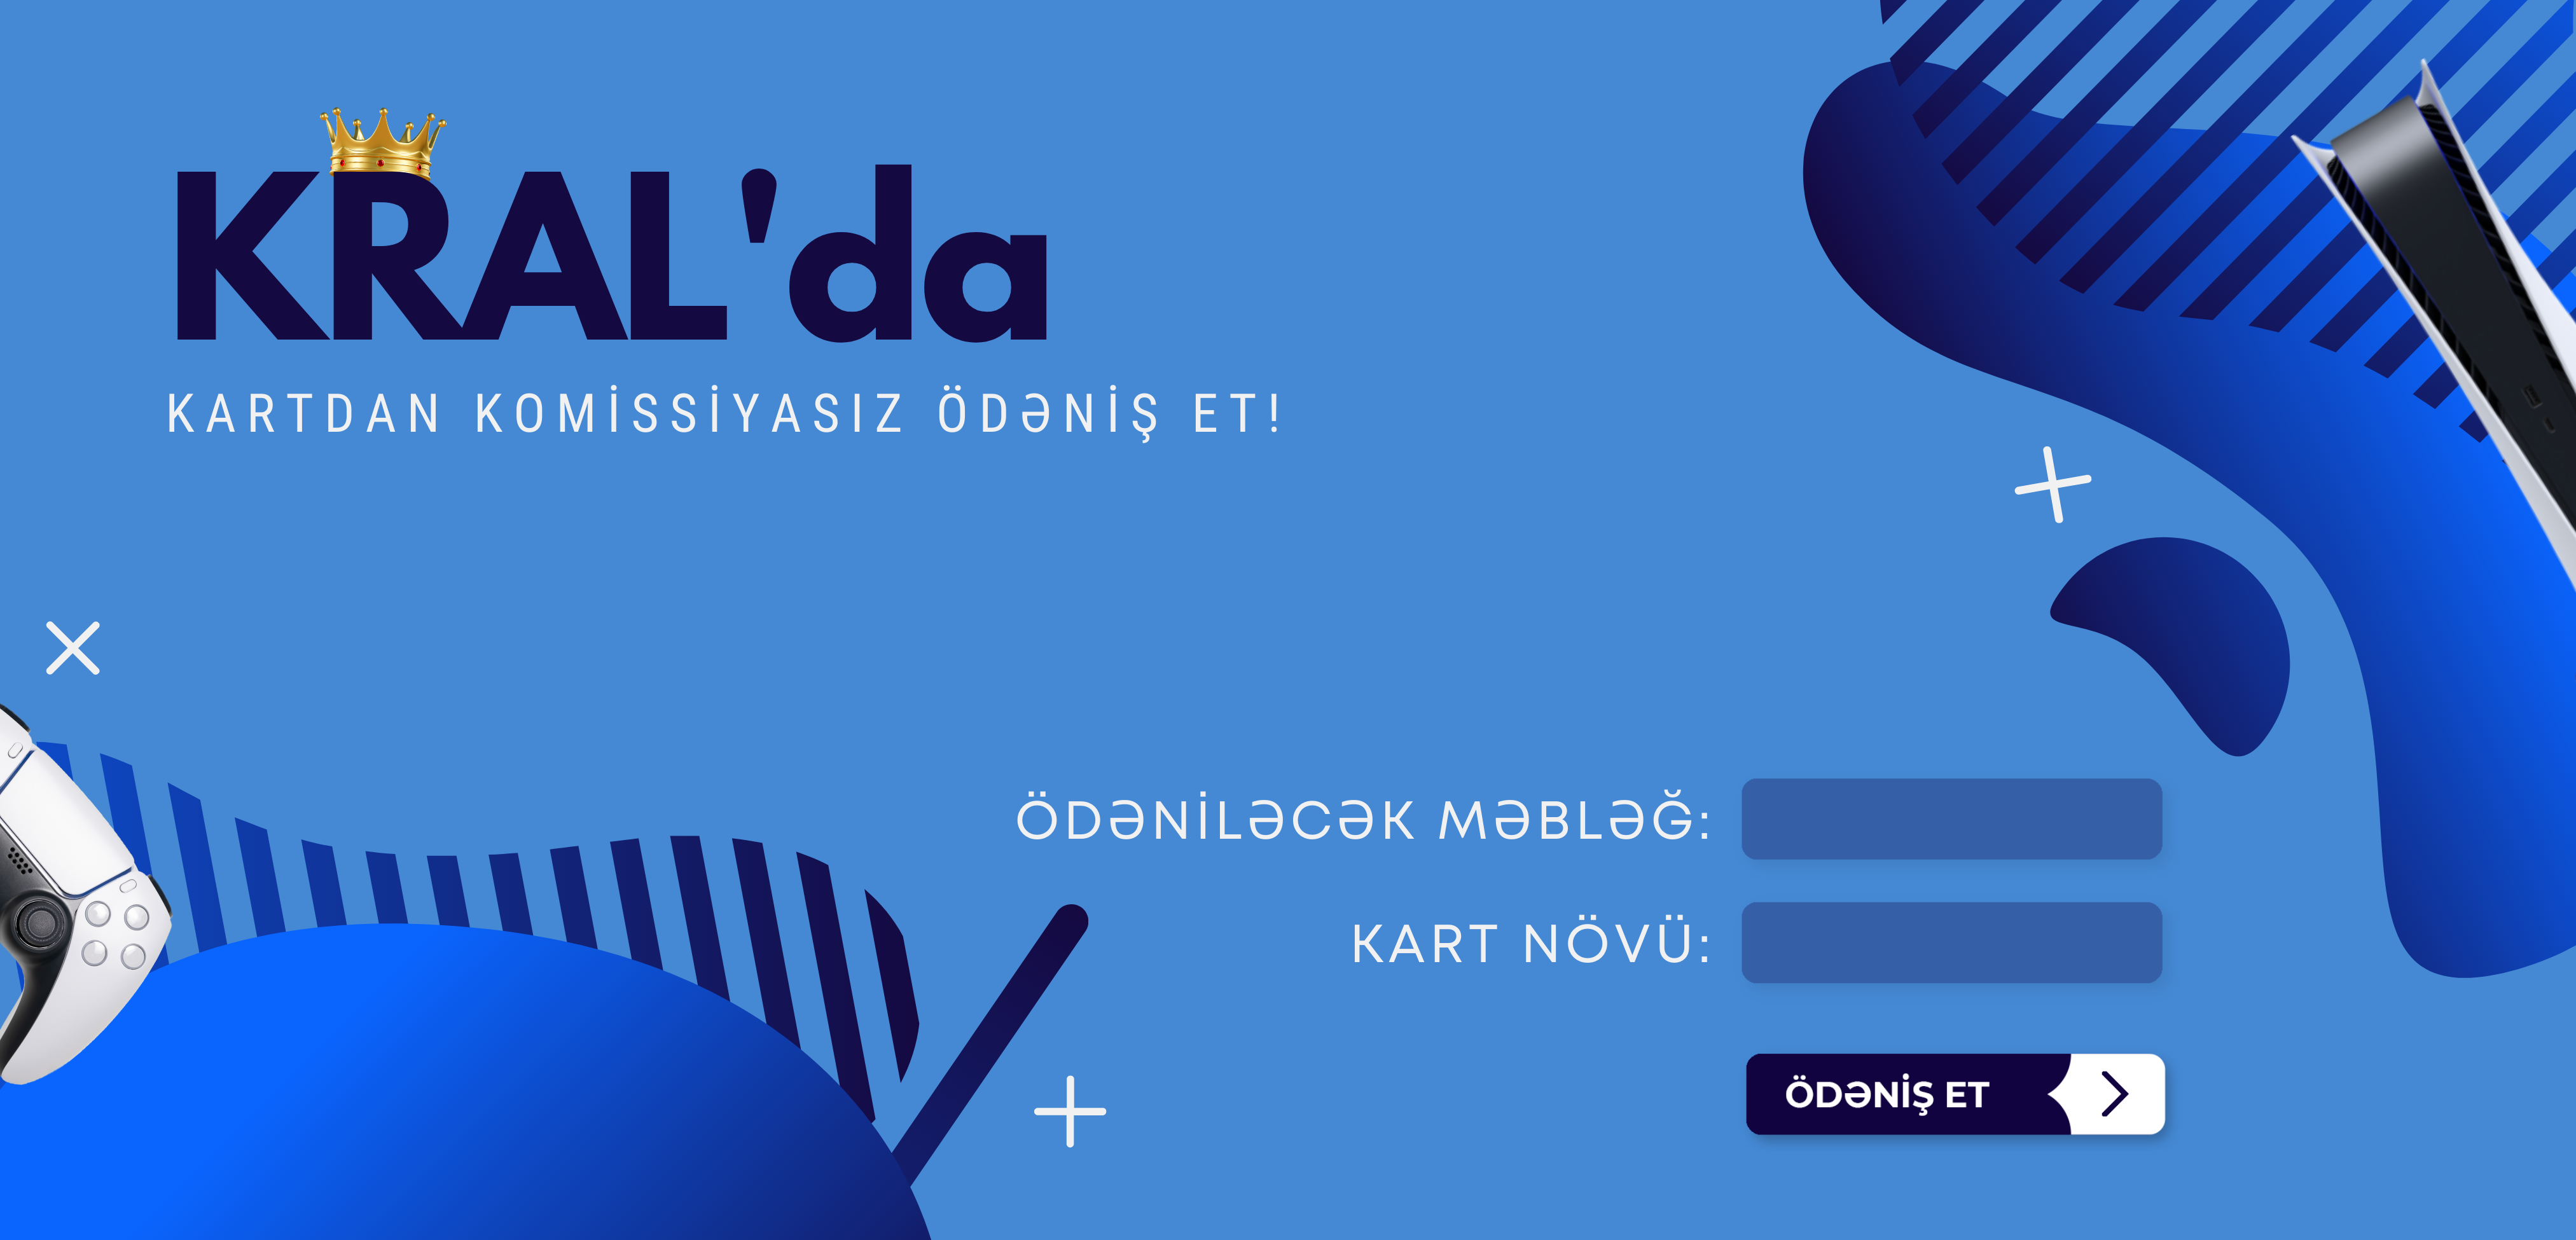 KRAL'da
KARTDAN KOMİSSİYASIZ ÖDƏNİŞ ET!
ÖDƏNİLƏCƏK MƏBLƏĞ:
KART NÖVÜ:
ÖDƏNİŞ ET